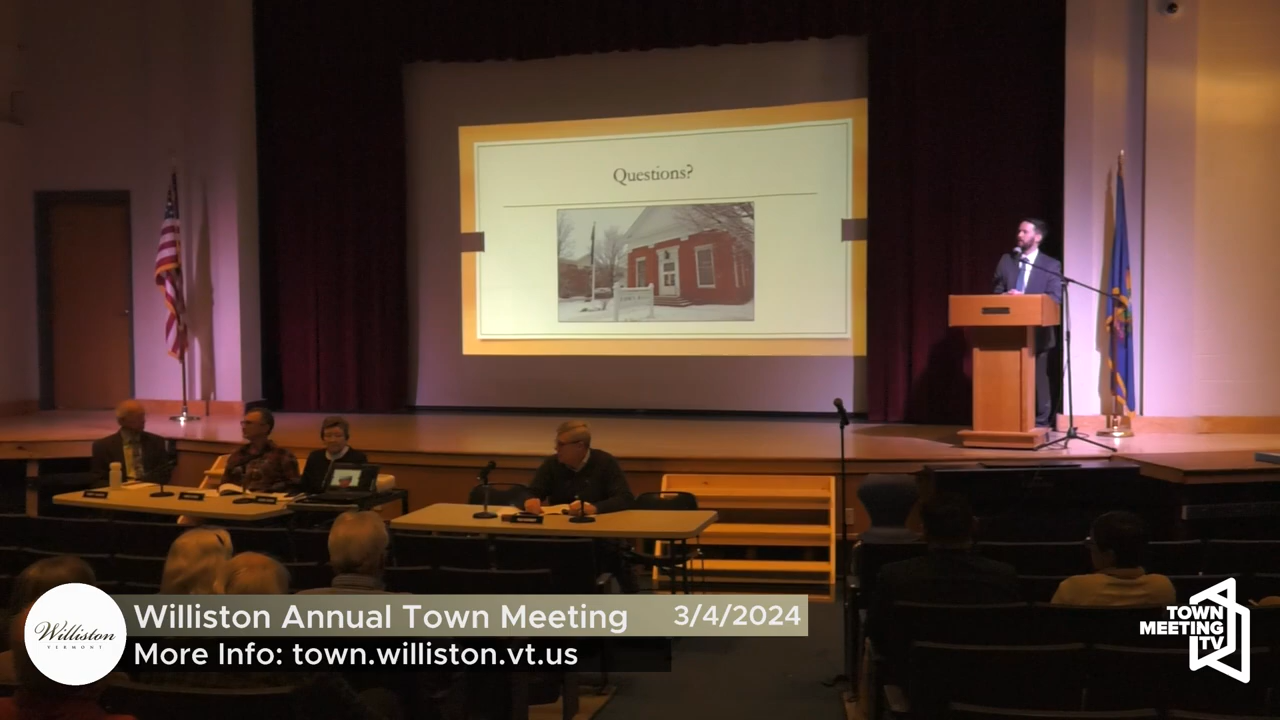 Questions?
Williston Annual Town Meeting 3/4/2024
More Info: town.williston.vt.us
Williston
VERMONT
TOWN
MEETING
TV